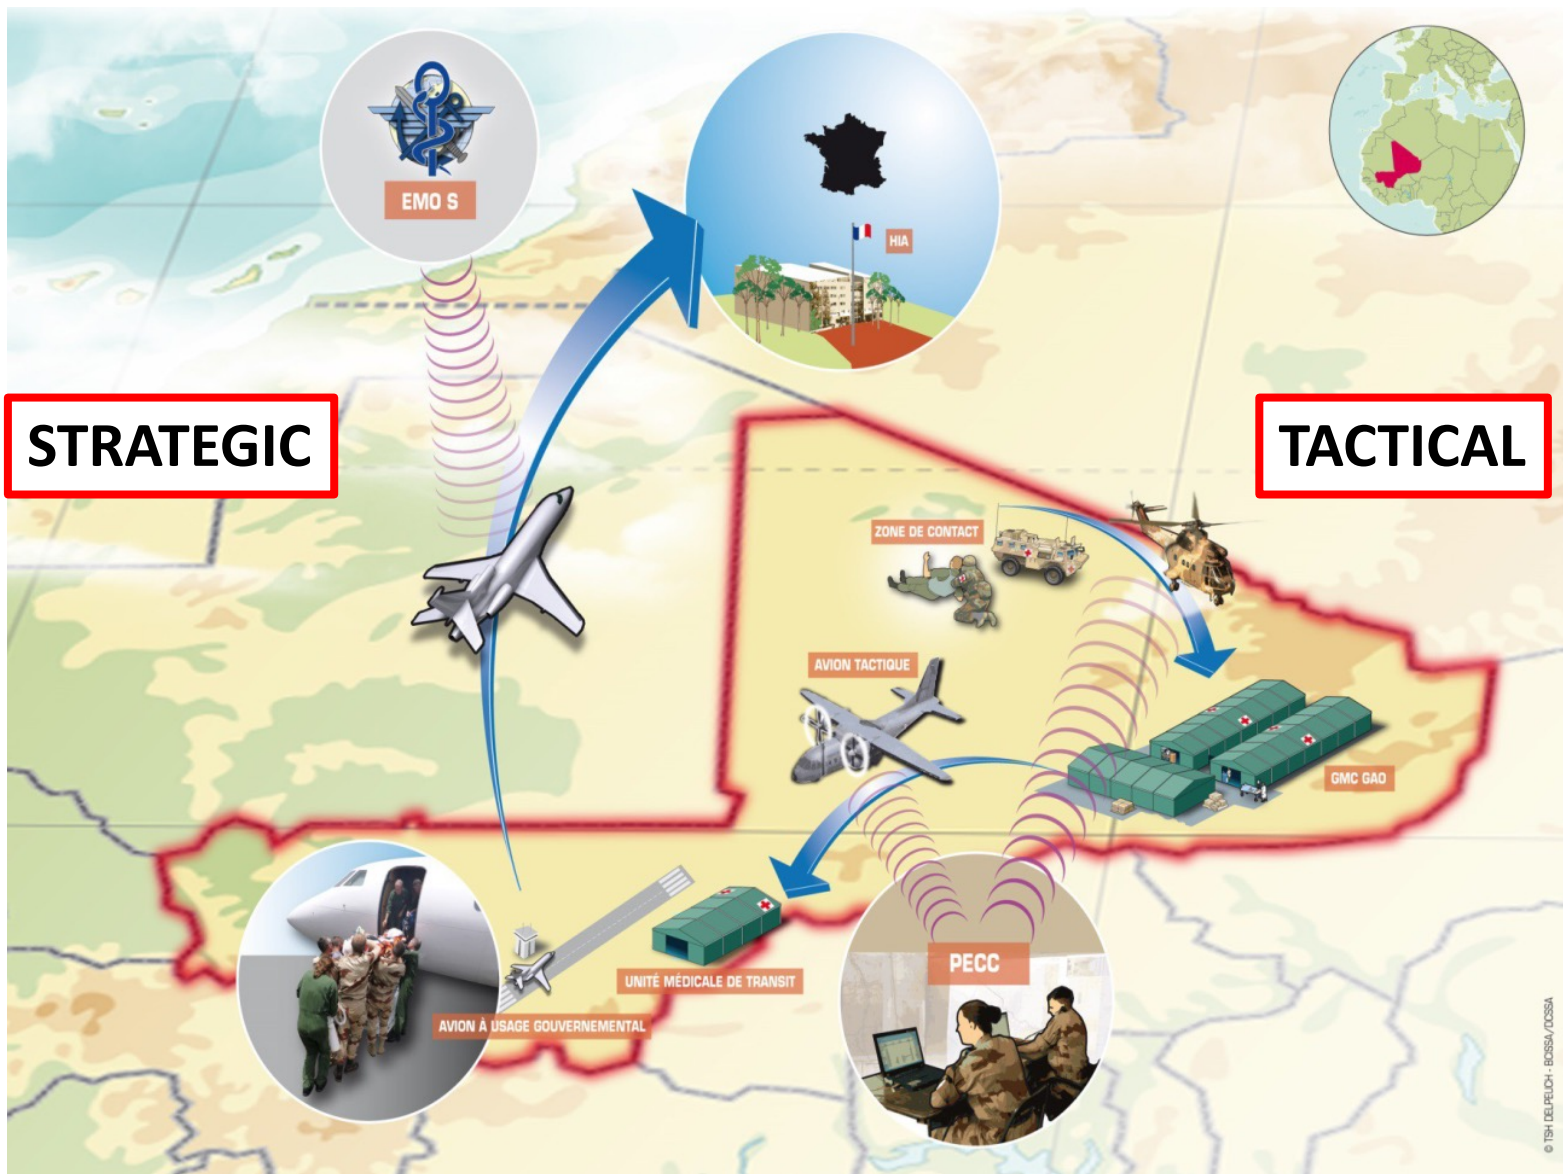 EMO S
HIA
STRATEGIC
TACTICAL
ZONE DE CONTACT
AVION TACTIQUE
GMC GAO
PECC
UNITÉ MÉDICALE DE TRANSIT
AVION À USAGE GOUVERNEMENTAL
© TSH DELPEUCH - BCISSA/DCSSA